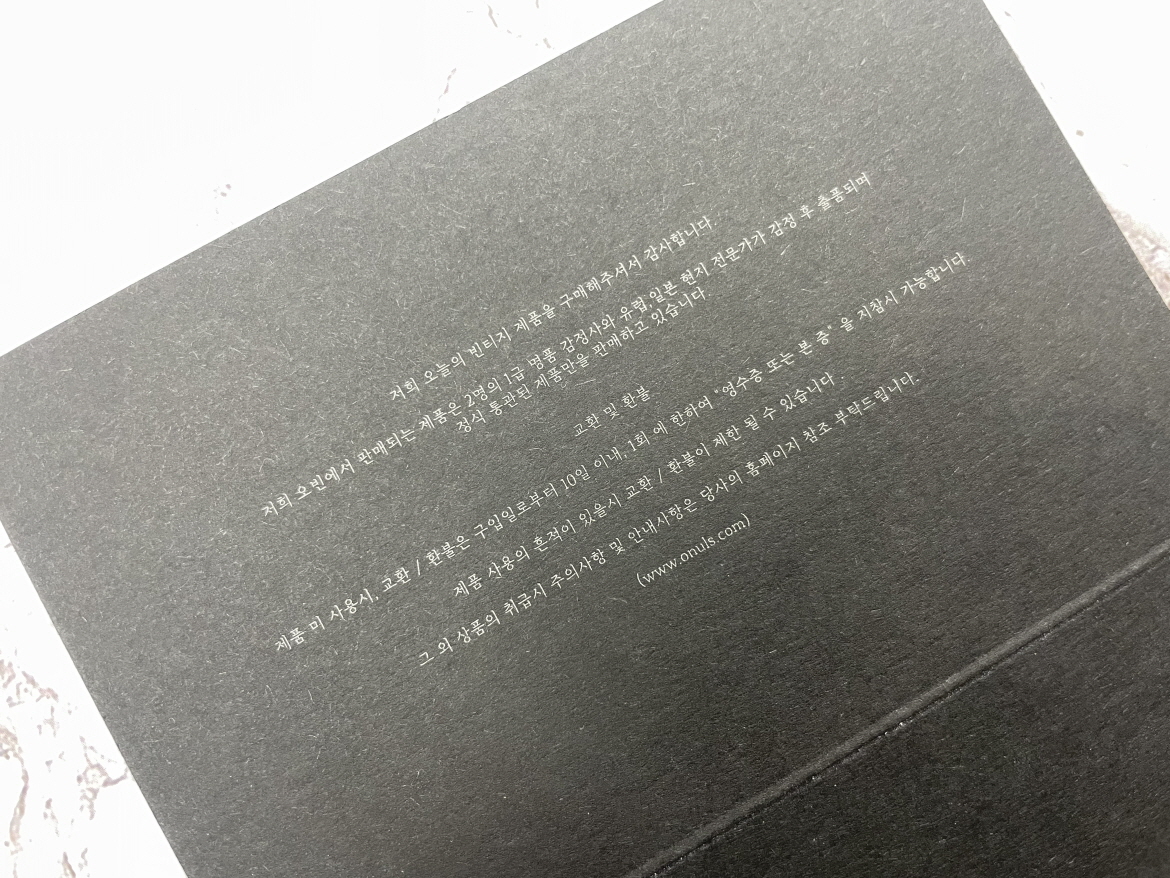 저희 오늘의 빈티지 제품을 구매해주셔서 감사합니다.
저희 오빈에서 판매되는 제품은 2명의 1급 명품 감정사와 유럽,일본 현지 전문가가 감정 후 출품되며
정식 통관된 제품만을 판매하고 있습니다.
교환 및 환불
제품 미 사용시, 교환 / 환불은 구입일로부터 10일 이내, 1회 에 한하여 "영수증 또는 본 증" 을 지참시 가능합니다.
제품 사용의 흔적이 있을시 교환 / 환불이 제한 될 수 있습니다 .
그 외 상품의 취급시 주의사항 및 안내사항은 당사의 홈페이지 참조 부탁드립니다.
(www.onuls.com)